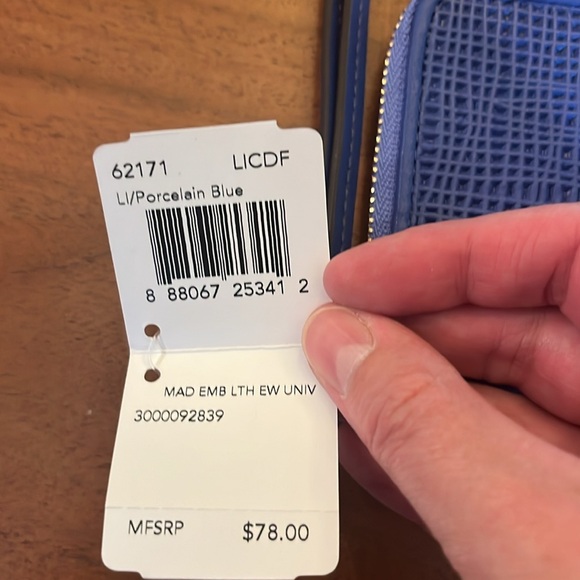 62171 LICDF
LI/Porcelain Blue
8 88067 25341 2
MAD EMB LTH EW UNIV
3000092839
MFSRP $78.00